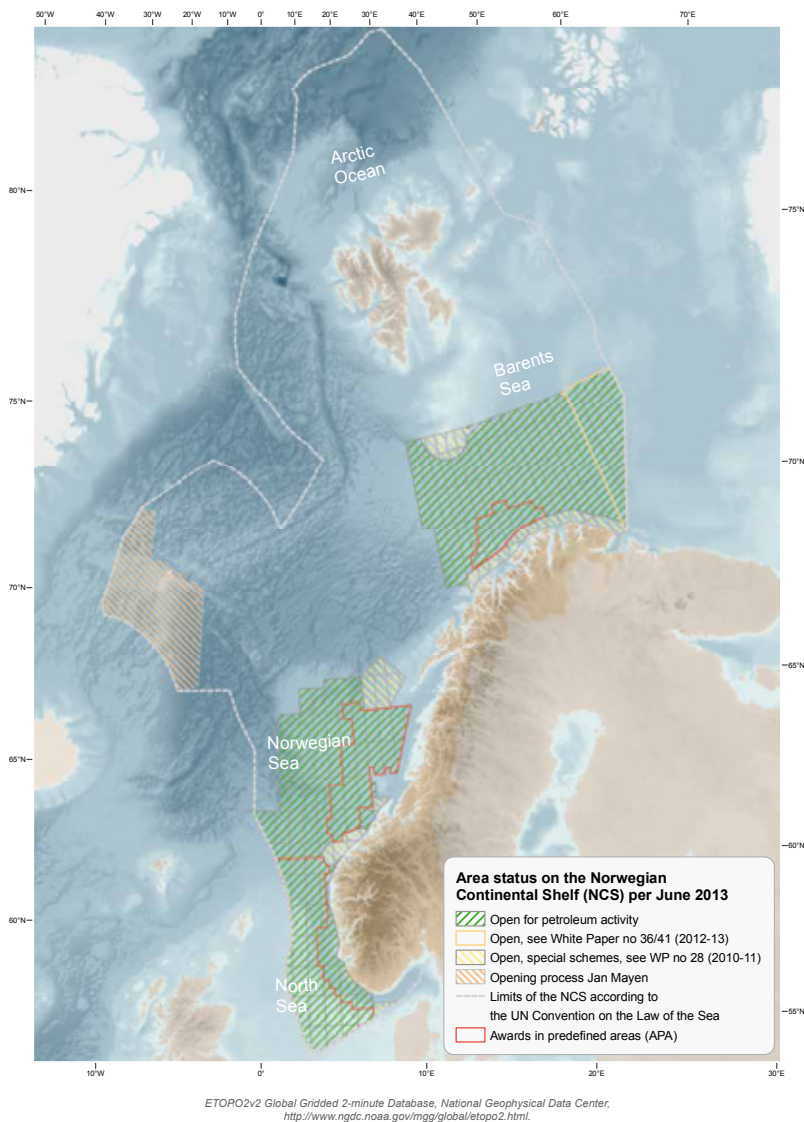 50°W 40°W 30°W 20°W 10°W 0° 10°E 20°E 30°E 40°E 50°E 60°E 70°E
Arctic
Ocean
80°N
75°N
Barents
Sea
75°N
70°N
70°N
65°N
Norwegian
Sea
65°N
60°N
Area status on the Norwegian
Continental Shelf (NCS) per June 2013
Open for petroleum activity
Open, see White Paper no 36/41 (2012-13)
Open, special schemes, see WP no 28 (2010-11)
Opening process Jan Mayen
Limits of the NCS according to
the UN Convention on the Law of the Sea
Awards in predefined areas (APA)
60°N
North
Sea
55°N
10°W 0° 10°E 20°E 30°E
ETOPO2v2 Global Gridded 2-minute Database, National Geophysical Data Center,
http://www.ngdc.noaa.gov/mgg/global/etopo2.html.